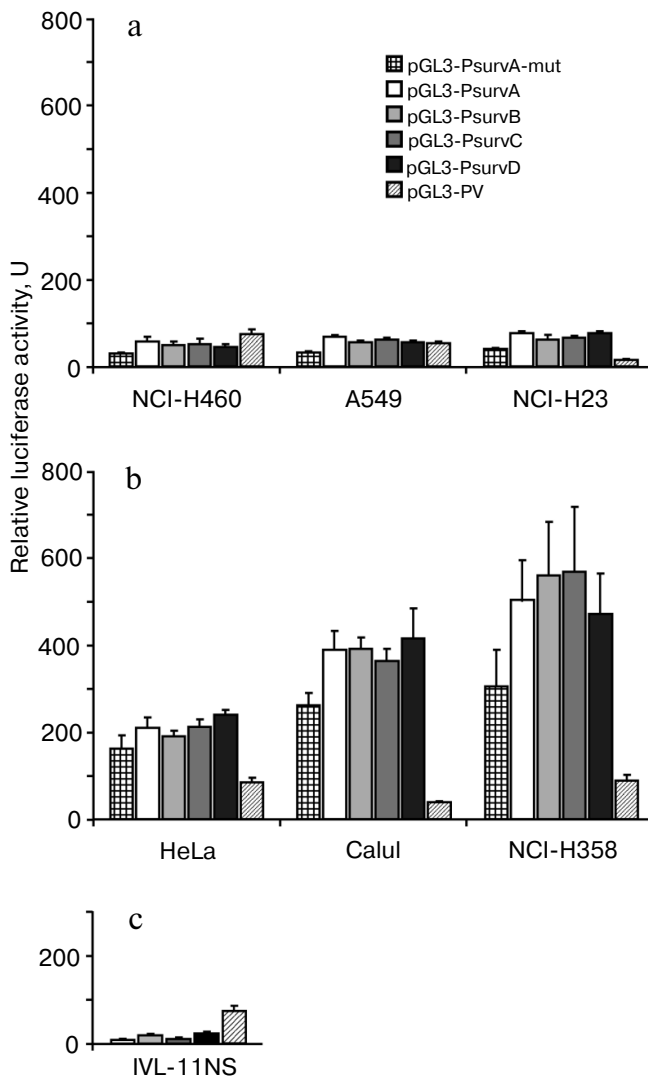 a
800
600
400
200
0
pGL3-PsurvA-mut
pGL3-PsurvA
pGL3-PsurvB
pGL3-PsurvC
pGL3-PsurvD
pGL3-PV
NCI-H460 A549 NCI-H23
Relative luciferase activity, U
b
800
600
400
200
0
HeLa CaluI NCI-H358
c
200
0
IVL-11NS